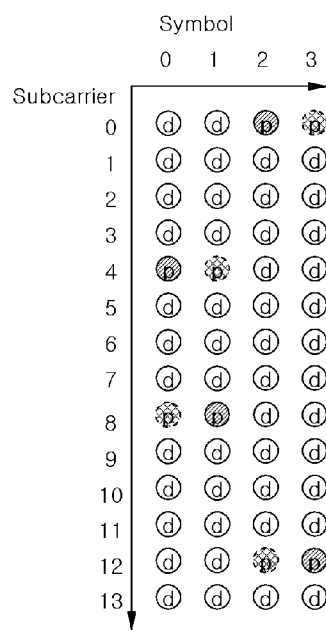 Symbol
0 1 2 3
Subcarrier
0 d d p p
1 d d d d
2 d d d d
3 d d d d
4 p p d d
5 d d d d
6 d d d d
7 d d d d
8 p p d d
9 d d d d
10 d d d d
11 d d d d
12 d d p p
13 d d d d